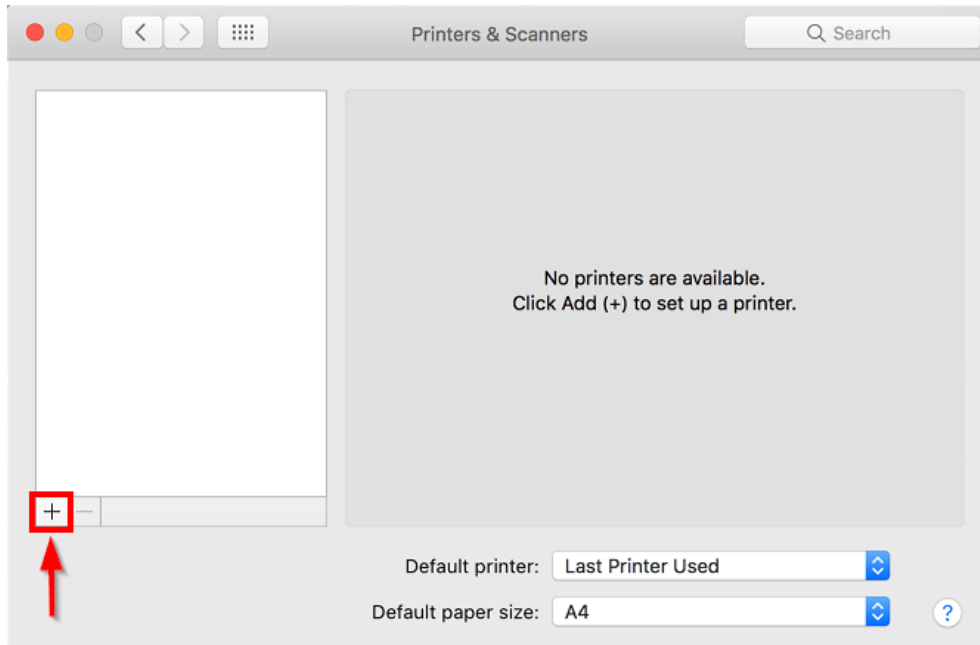 Printers & Scanners
Search
No printers are available.
Click Add (+) to set up a printer.
+ −
Default printer: Last Printer Used
Default paper size: A4
?